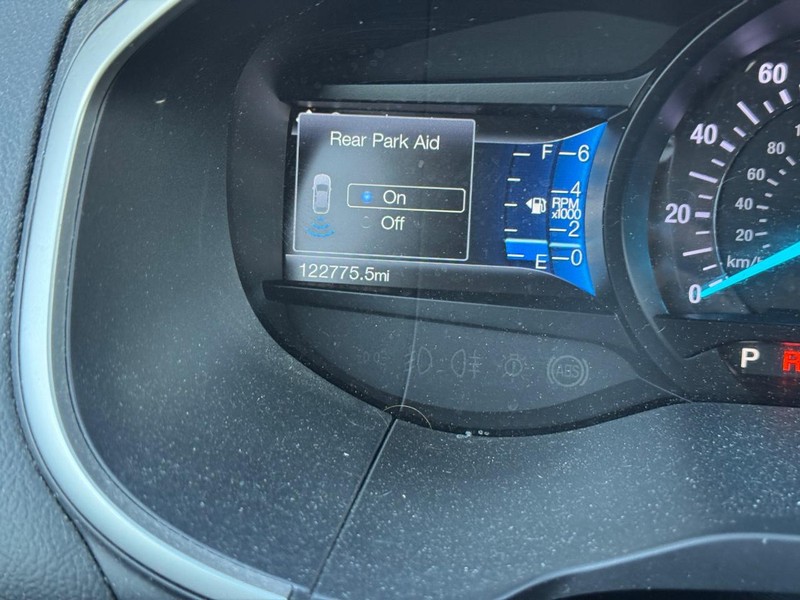 Rear Park Aid
On
Off
122775.5mi
F
6
4
RPM
x1000
2
E
0
60
40
20
0
80
60
40
20
km/h
P
R
ABS